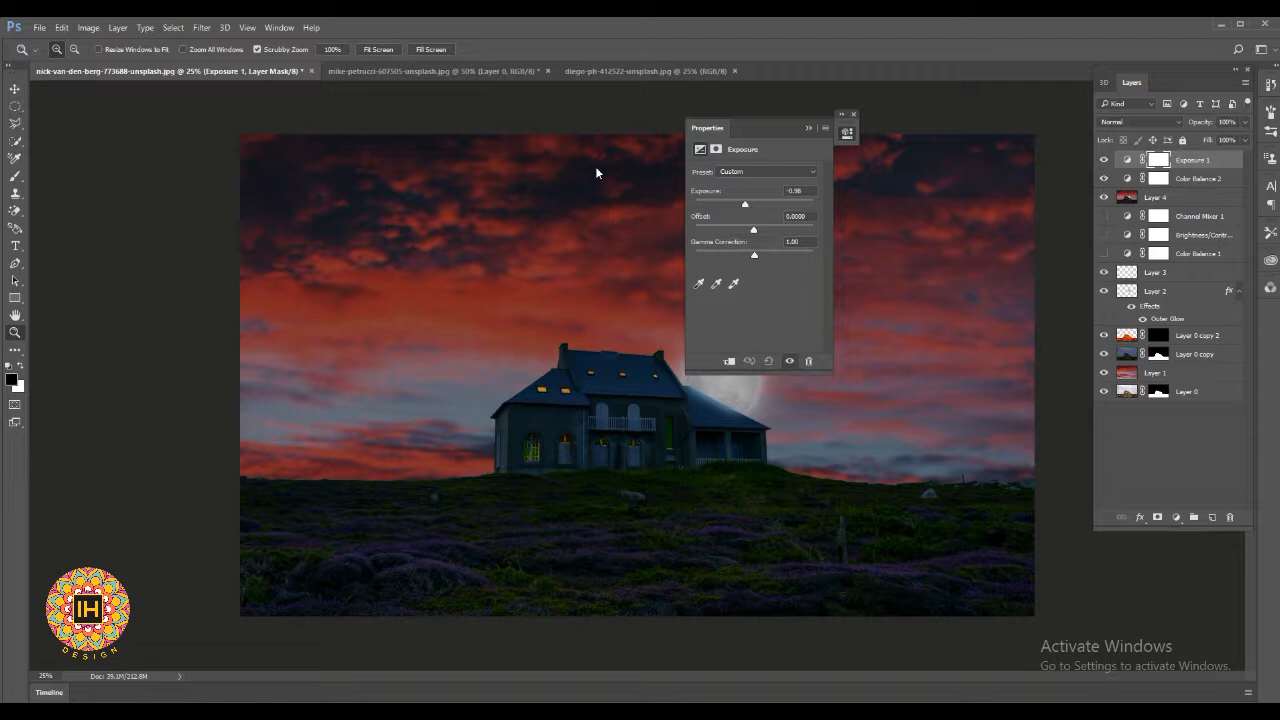 Ps File Edit Image Layer Type Select Filter 3D View Window Help
Resize Windows to Fit Zoom All Windows Scrubby Zoom 100% Fit Screen Fill Screen
nick-van-den-berg-773688-unsplash.jpg @ 25% (Exposure 1, Layer Mask/8) * mike-petrucci-607505-unsplash.jpg @ 50% (Layer 0, RGB/8) * diego-ph-412522-unsplash.jpg @ 25% (RGB/8)
3D Layers
Kind
Normal Opacity: 100%
Lock: Fill: 100%
Exposure 1
Color Balance 2
Layer 4
Channel Mixer 1
Brightness/Contr...
Color Balance 1
Layer 3
Layer 2 fx
Effects
Outer Glow
Layer 0 copy 2
Layer 0 copy
Layer 1
Layer 0
fx
Properties
Exposure
Preset: Custom
Exposure: -0.98
Offset: 0.0000
Gamma Correction: 1.00
IH
DESIGN
Activate Windows
Go to Settings to activate Windows.
25% Doc: 39.1M/212.8M
Timeline